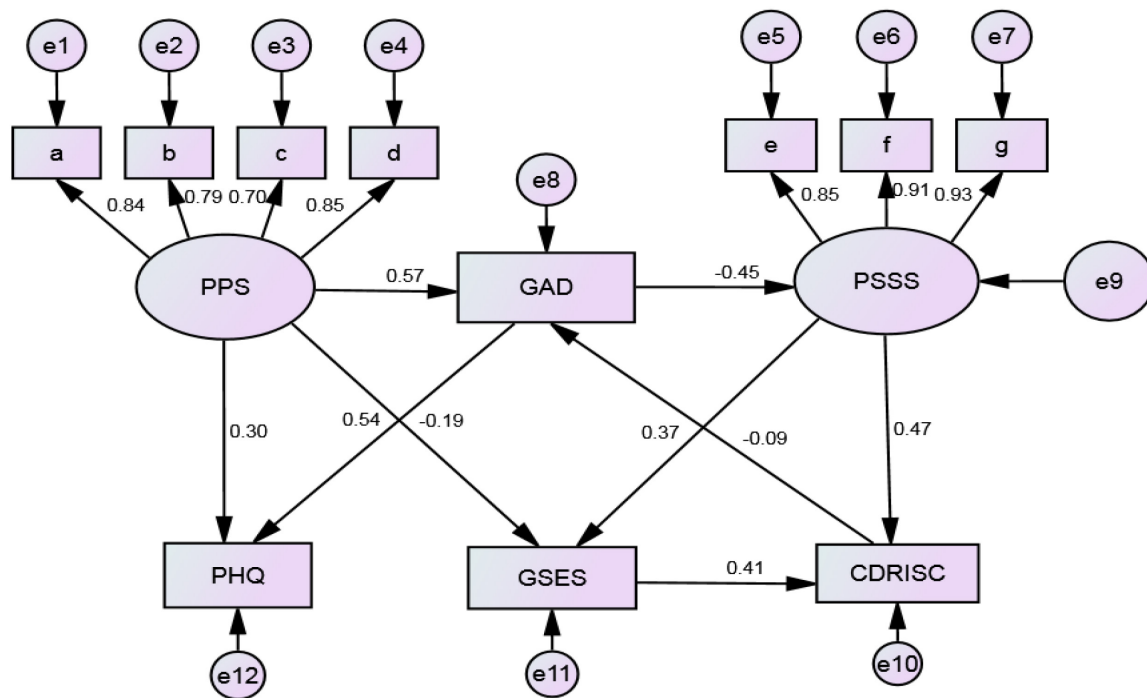 e1
e2
e3
e4
e5
e6
e7
a
b
c
d
e
f
g
0.84
0.79
0.70
0.85
e8
0.85
0.91
0.93
PPS
0.57
GAD
-0.45
PSSS
e9
0.30
0.54
-0.19
0.37
-0.09
0.47
PHQ
GSES
0.41
CDRISC
e12
e11
e10